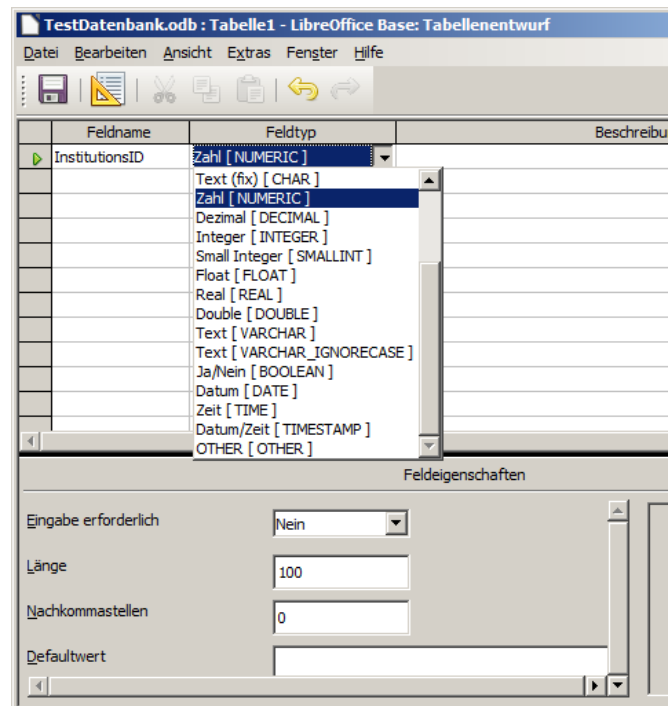 TestDatenbank.odb : Tabelle1 - LibreOffice Base: Tabellenentwurf
Datei Bearbeiten Ansicht Extras Fenster Hilfe
Feldname Feldtyp Beschreibu
InstitutionsID Zahl [ NUMERIC ]
Text (fix) [ CHAR ]
Zahl [ NUMERIC ]
Dezimal [ DECIMAL ]
Integer [ INTEGER ]
Small Integer [ SMALLINT ]
Float [ FLOAT ]
Real [ REAL ]
Double [ DOUBLE ]
Text [ VARCHAR ]
Text [ VARCHAR_IGNORECASE ]
Ja/Nein [ BOOLEAN ]
Datum [ DATE ]
Zeit [ TIME ]
Datum/Zeit [ TIMESTAMP ]
OTHER [ OTHER ]
Feldeigenschaften
Eingabe erforderlich Nein
Länge 100
Nachkommastellen 0
Defaultwert